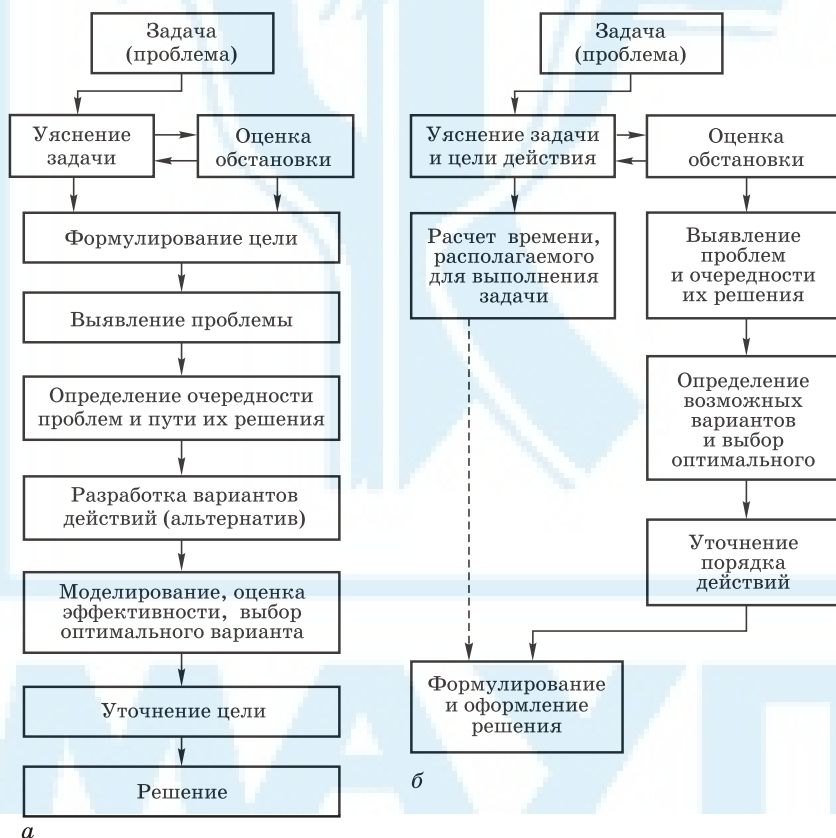 Задача
(проблема)
Уяснение
задачи
Оценка
обстановки
Формулирование цели
Выявление проблемы
Определение очередности
проблем и пути их решения
Разработка вариантов
действий (альтернатив)
Моделирование, оценка
эффективности, выбор
оптимального варианта
Уточнение цели
Решение
а
Задача
(проблема)
Уяснение задачи
и цели действия
Оценка
обстановки
Расчет времени,
располагаемого
для выполнения
задачи
Выявление
проблем
и очередности
их решения
Определение
возможных
вариантов
и выбор
оптимального
Уточнение
порядка
действий
Формулирование
и оформление
решения
б
МАУП